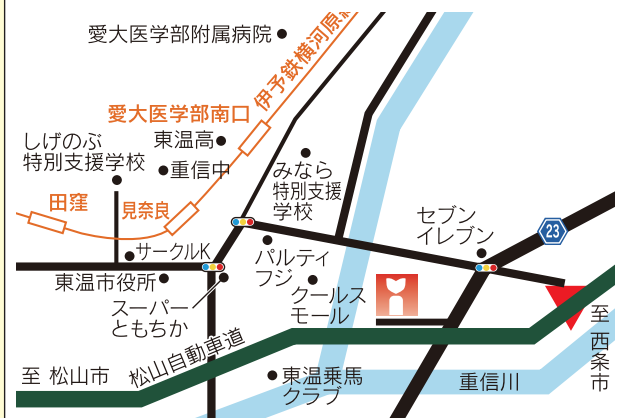 愛大医学部附属病院
伊予鉄横河原線
愛大医学部南口
東温高
しげのぶ
特別支援学校
重信中
みなら
特別支援
学校
田窪
見奈良
セブン
イレブン
23
サークルK
パルティ
フジ
東温市役所
クールス
モール
スーパー
ともちか
至 西条市
松山自動車道
至 松山市
東温乗馬
クラブ
重信川